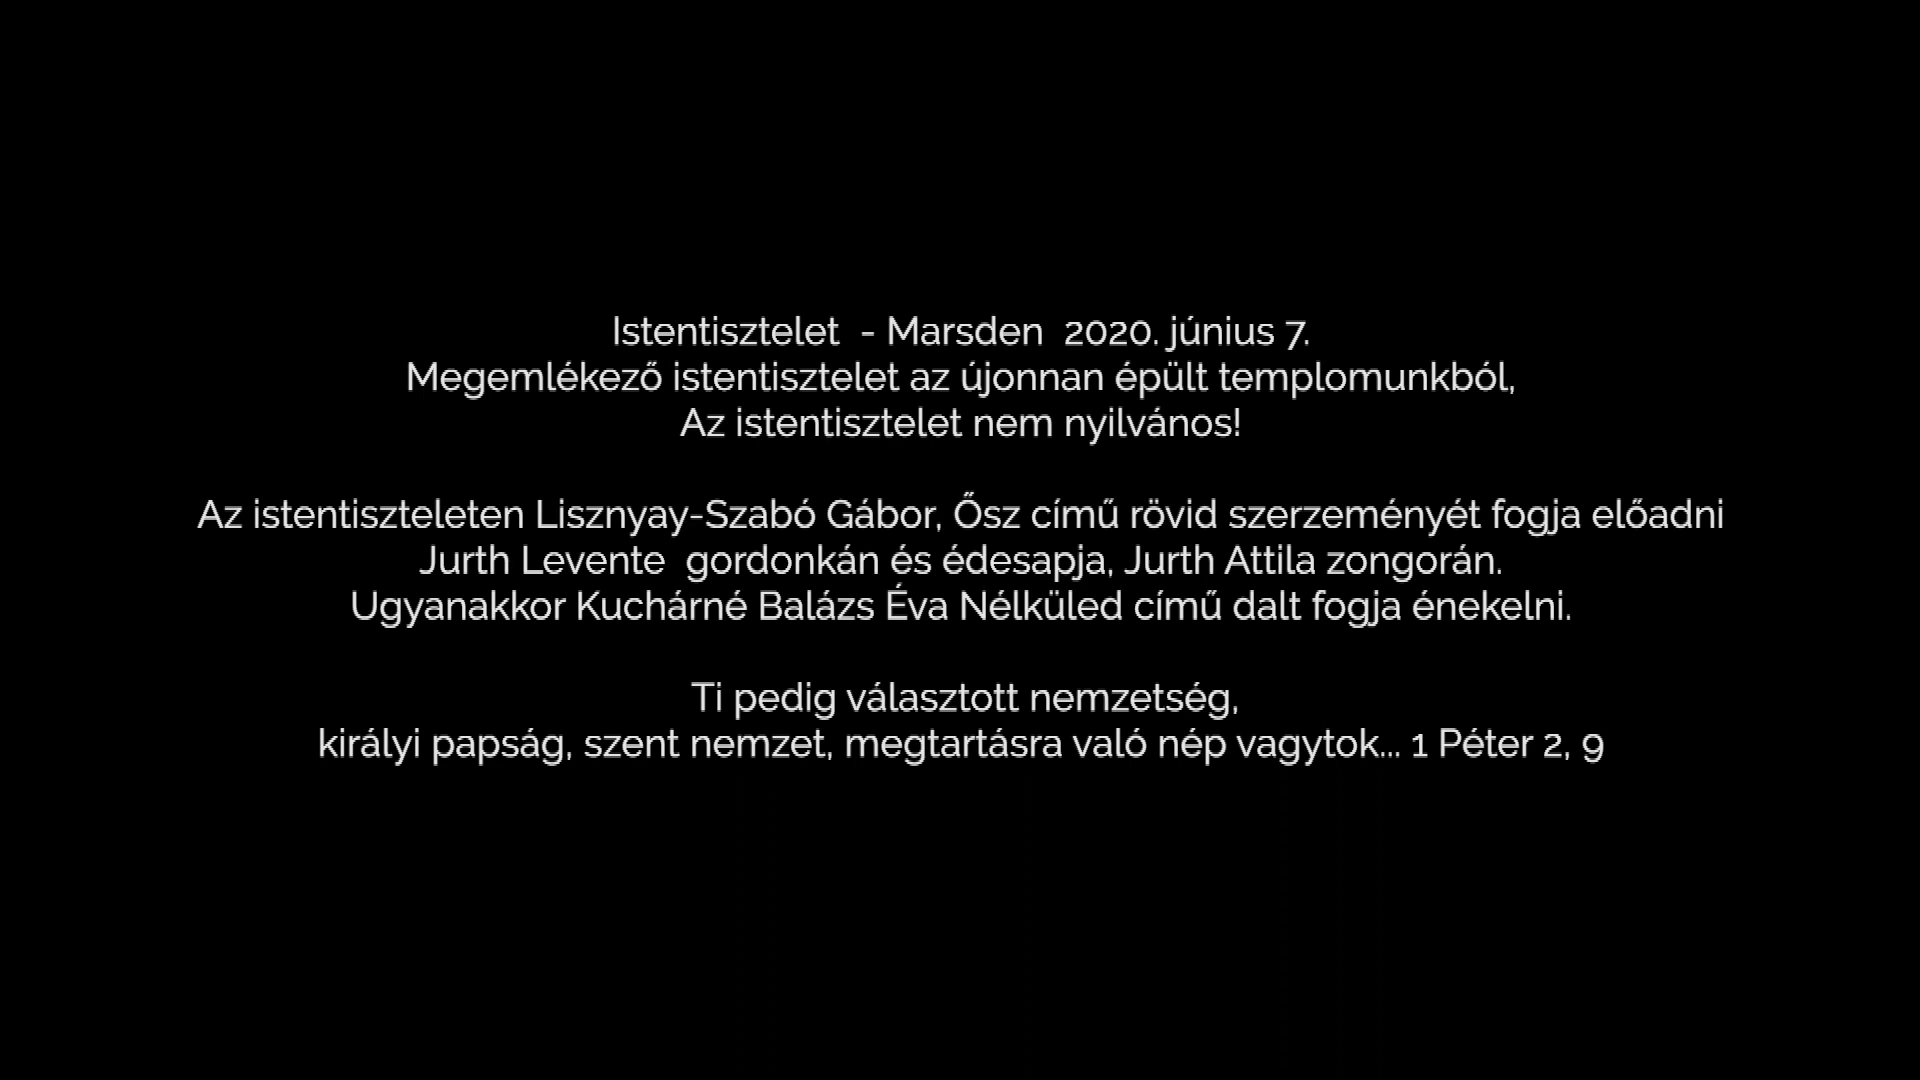 Istentisztelet - Marsden 2020. június 7.
Megemlékező istentisztelet az újonnan épült templomunkból,
Az istentisztelet nem nyilvános!
Az istentiszteleten Lisznyay-Szabó Gábor, Ősz című rövid szerzeményét fogja előadni
Jurth Levente gordonkán és édesapja, Jurth Attila zongorán.
Ugyanakkor Kuchárné Balázs Éva Nélküled című dalt fogja énekelni.
Ti pedig választott nemzetség,
királyi papság, szent nemzet, megtartásra való nép vagytok... 1 Péter 2, 9